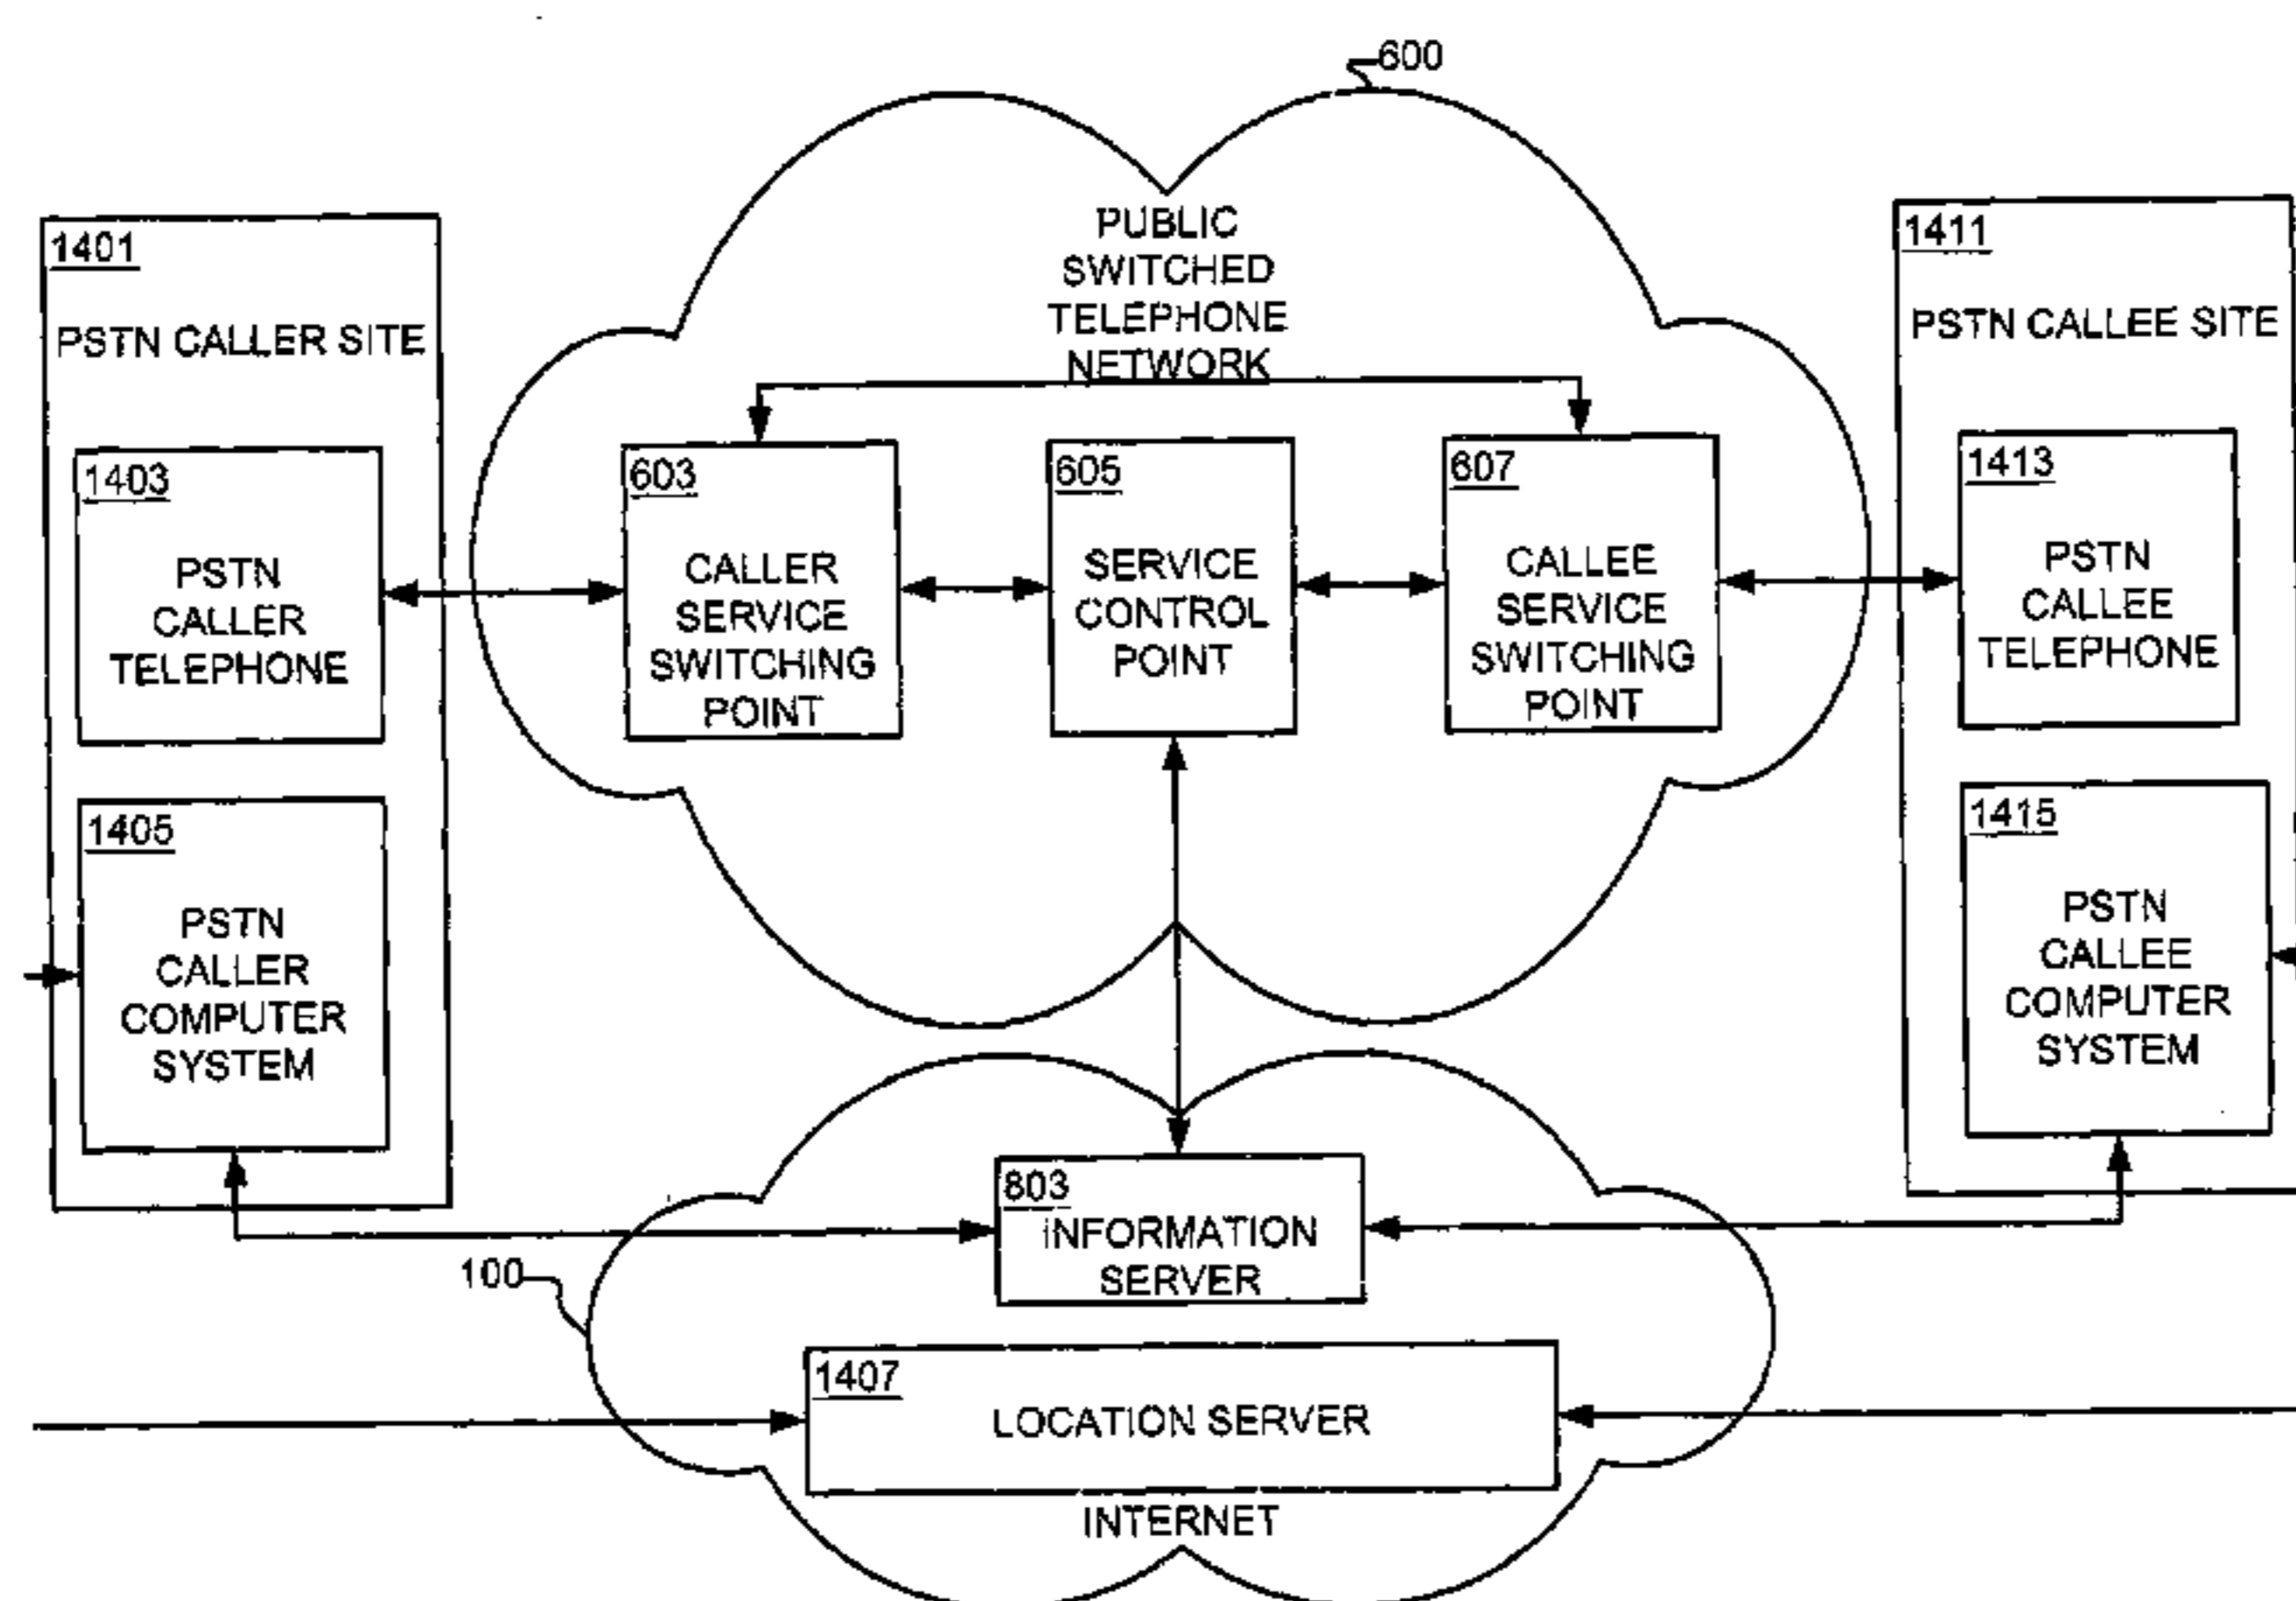 600
PUBLIC
SWITCHED
TELEPHONE
NETWORK
1401
PSTN CALLER SITE
1403
PSTN
CALLER
TELEPHONE
1405
PSTN
CALLER
COMPUTER
SYSTEM
603
CALLER
SERVICE
SWITCHING
POINT
605
SERVICE
CONTROL
POINT
607
CALLEE
SERVICE
SWITCHING
POINT
1411
PSTN CALLEE SITE
1413
PSTN
CALLEE
TELEPHONE
1415
PSTN
CALLEE
COMPUTER
SYSTEM
803
INFORMATION
SERVER
100
1407
LOCATION SERVER
INTERNET